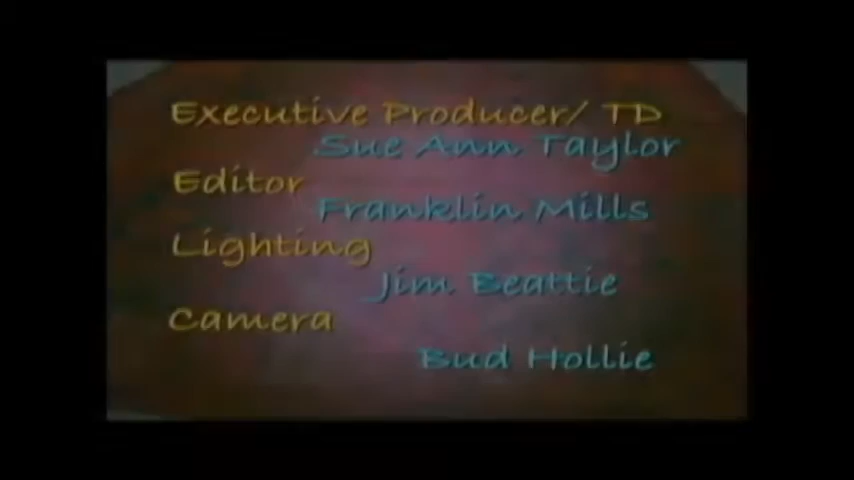 Executive Producer/ TD
Sue Ann Taylor
Editor
Franklin Mills
Lighting
Jim Beattie
Camera
Bud Hollie